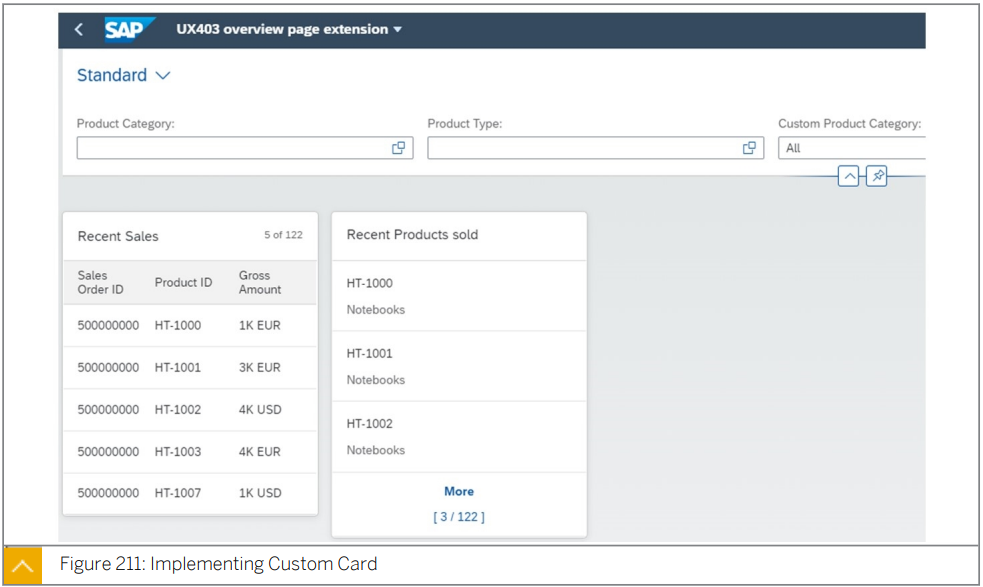 SAP UX403 overview page extension
Standard
Product Category: Product Type: Custom Product Category:
All
Recent Sales 5 of 122
Sales Order ID Product ID Gross Amount
500000000 HT-1000 1K EUR
500000000 HT-1001 3K EUR
500000000 HT-1002 4K USD
500000000 HT-1003 4K EUR
500000000 HT-1007 1K USD
Recent Products sold
HT-1000
Notebooks
HT-1001
Notebooks
HT-1002
Notebooks
More
[ 3 / 122 ]
Figure 211: Implementing Custom Card